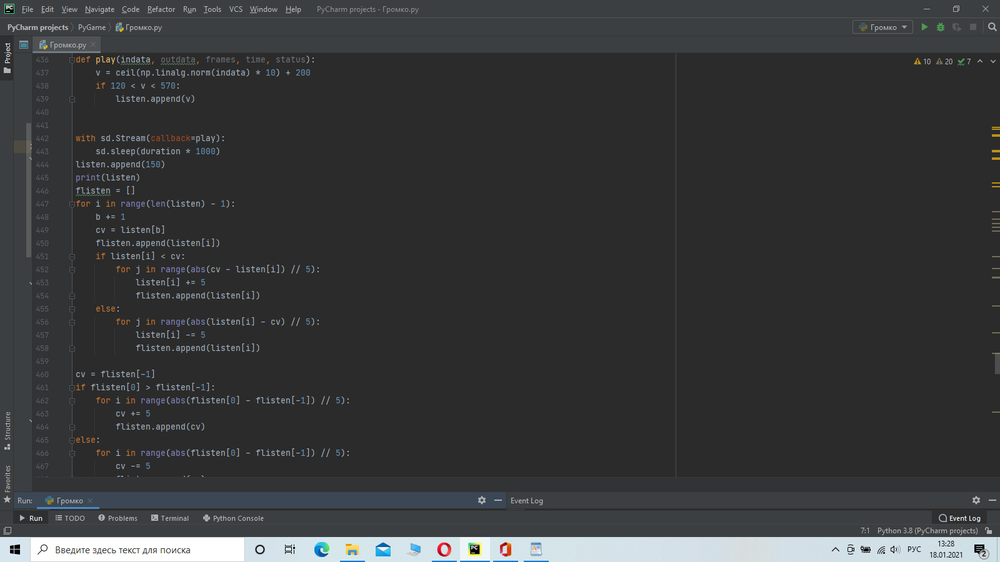 File Edit View Navigate Code Refactor Run Tools VCS Window Help PyCharm projects - Громко.py
PyCharm projects PyGame Громко.py Громко
Project Громко.py
436 def play(indata, outdata, frames, time, status): 10 20 7
437 v = ceil(np.linalg.norm(indata) * 10) + 200
438 if 120 < v < 570:
439 listen.append(v)
440
441
442 with sd.Stream(callback=play):
443 sd.sleep(duration * 1000)
444 listen.append(150)
445 print(listen)
446 flisten = []
447 for i in range(len(listen) - 1):
448 b += 1
449 cv = listen[b]
450 flisten.append(listen[i])
451 if listen[i] < cv:
452 for j in range(abs(cv - listen[i]) // 5):
453 listen[i] += 5
454 flisten.append(listen[i])
455 else:
456 for j in range(abs(listen[i] - cv) // 5):
457 listen[i] -= 5
458 flisten.append(listen[i])
459
460 cv = flisten[-1]
461 if flisten[0] > flisten[-1]:
462 for i in range(abs(flisten[0] - flisten[-1]) // 5):
463 cv += 5
464 flisten.append(cv)
465 else:
466 for i in range(abs(flisten[0] - flisten[-1]) // 5):
467 cv -= 5
Structure
Favorites
Run: Громко Event Log
Run TODO Problems Terminal Python Console Event Log
7:1 Python 3.8 (PyCharm projects)
Введите здесь текст для поиска РУС 13:28
18.01.2021 2